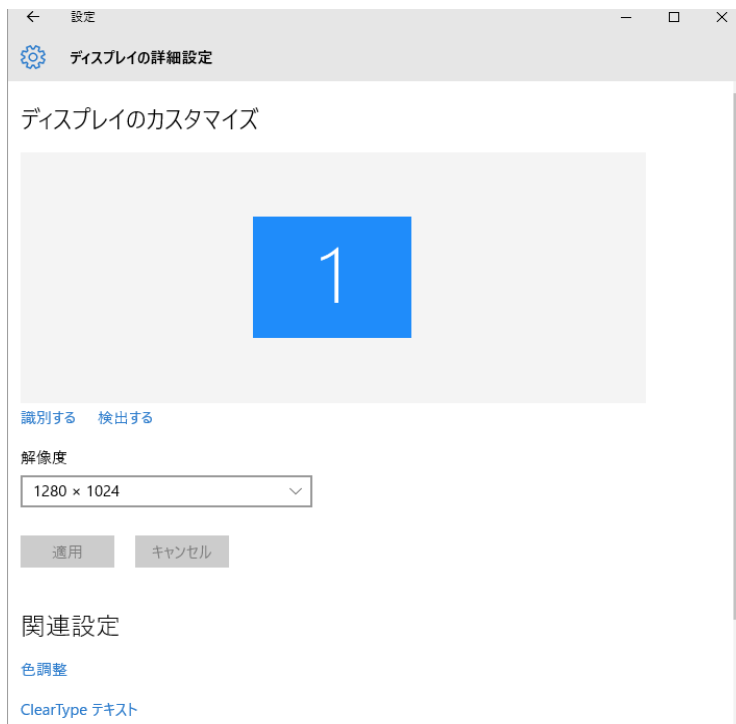 設定
ディスプレイの詳細設定
ディスプレイのカスタマイズ
1
識別する 検出する
解像度
1280 × 1024
適用 キャンセル
関連設定
色調整
ClearType テキスト